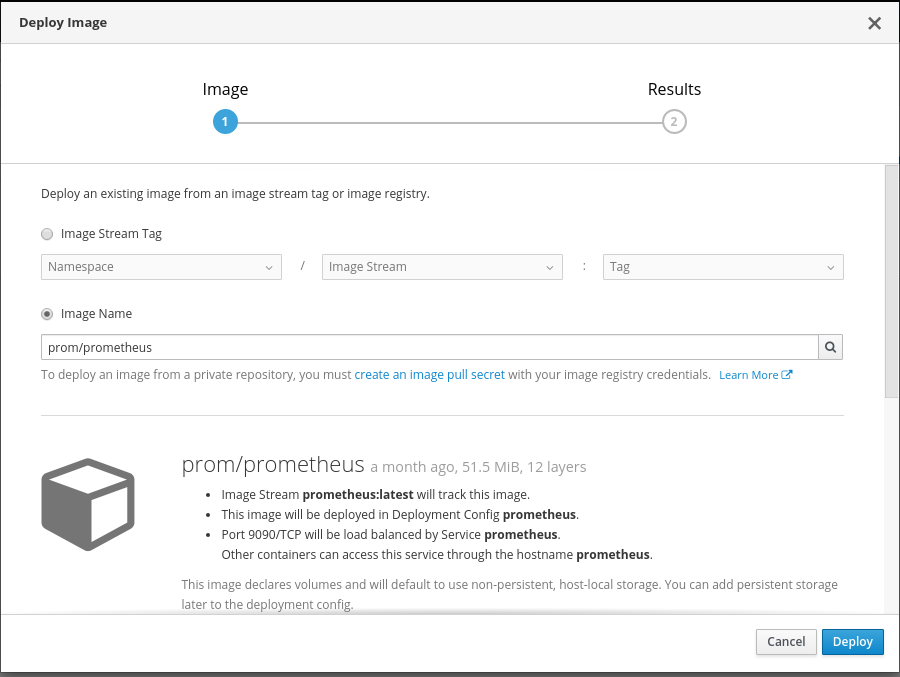 Deploy Image
Image
Results
1
2
Deploy an existing image from an image stream tag or image registry.
Image Stream Tag
Namespace / Image Stream : Tag
Image Name
prom/prometheus
To deploy an image from a private repository, you must create an image pull secret with your image registry credentials. Learn More
prom/prometheus a month ago, 51.5 MiB, 12 layers
• Image Stream prometheus:latest will track this image.
• This image will be deployed in Deployment Config prometheus.
• Port 9090/TCP will be load balanced by Service prometheus.
Other containers can access this service through the hostname prometheus.
This image declares volumes and will default to use non-persistent, host-local storage. You can add persistent storage
later to the deployment config.
Cancel Deploy